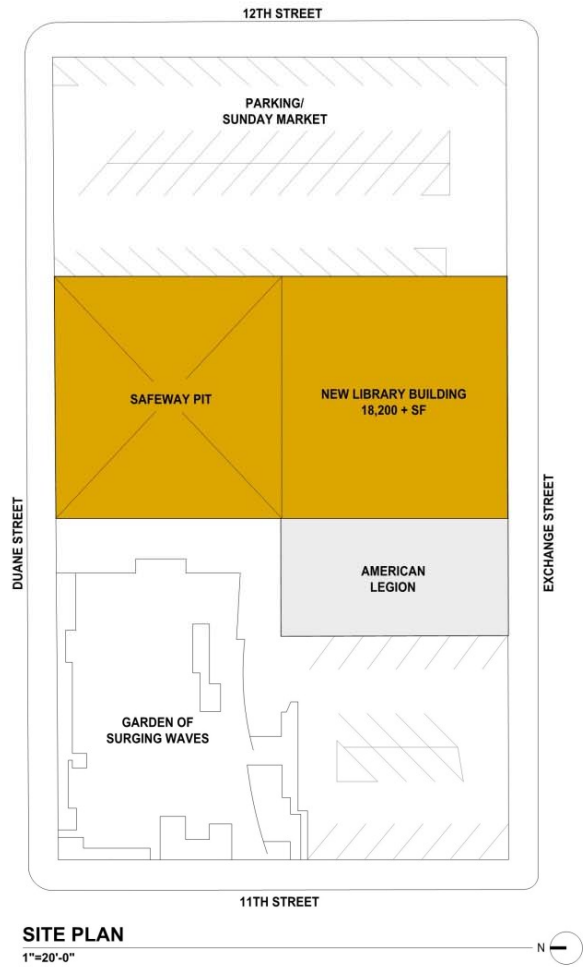 12TH STREET
PARKING/
SUNDAY MARKET
SAFEWAY PIT
NEW LIBRARY BUILDING
18,200 + SF
DUANE STREET
EXCHANGE STREET
AMERICAN
LEGION
GARDEN OF
SURGING WAVES
11TH STREET
SITE PLAN
1"=20'-0"
N